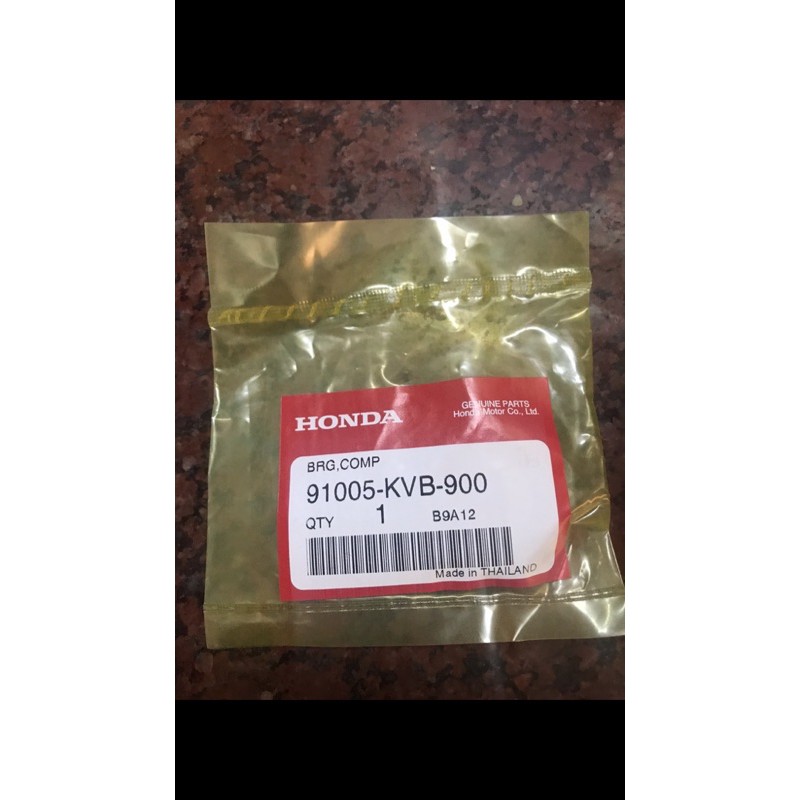 HONDA
GENUINE PARTS
Honda Motor Co., Ltd.
BRG,COMP
91005-KVB-900
QTY 1 B9A12
Made in THAILAND